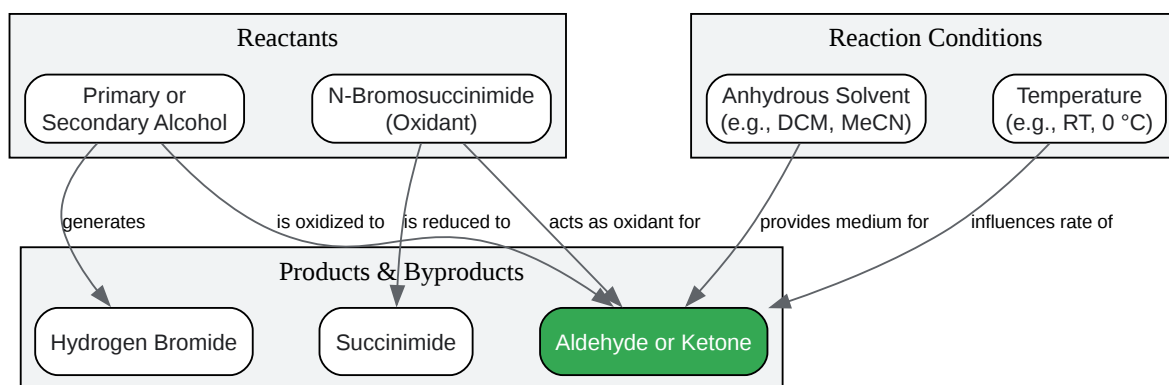 Reactants
Reaction Conditions
Primary or
Secondary Alcohol
N-Bromosuccinimide
(Oxidant)
Anhydrous Solvent
(e.g., DCM, MeCN)
Temperature
(e.g., RT, 0 °C)
generates
is oxidized to
is reduced to
acts as oxidant for
provides medium for
influences rate of
Products & Byproducts
Hydrogen Bromide
Succinimide
Aldehyde or Ketone